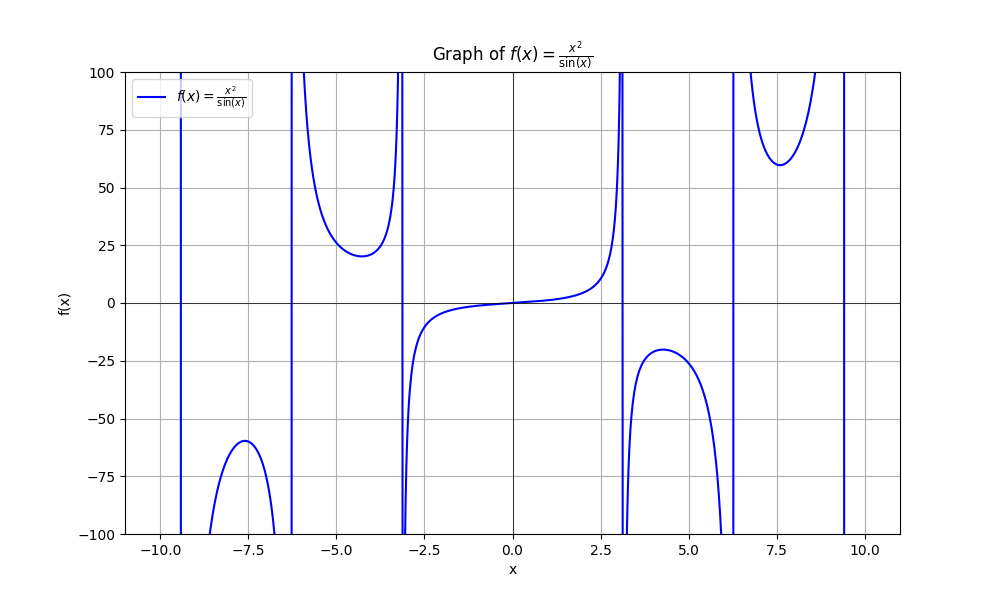 Graph of f(x) = x²/sin(x)
f(x) = x²/sin(x)
100
75
50
25
0
−25
−50
−75
−100
f(x)
−10.0 −7.5 −5.0 −2.5 0.0 2.5 5.0 7.5 10.0
x